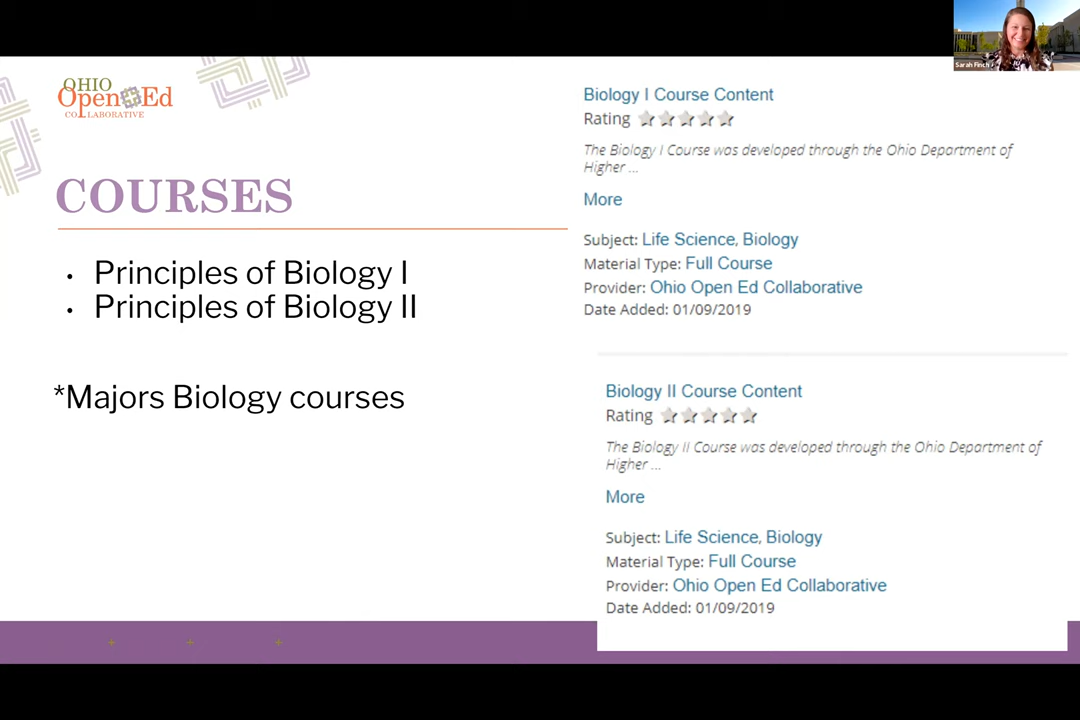 Sarah Finch
OHIO
Open Ed
COLLABORATIVE
COURSES
• Principles of Biology I
• Principles of Biology II
*Majors Biology courses
Biology I Course Content
Rating
The Biology I Course was developed through the Ohio Department of
Higher ...
More
Subject: Life Science, Biology
Material Type: Full Course
Provider: Ohio Open Ed Collaborative
Date Added: 01/09/2019
Biology II Course Content
Rating
The Biology II Course was developed through the Ohio Department of
Higher ...
More
Subject: Life Science, Biology
Material Type: Full Course
Provider: Ohio Open Ed Collaborative
Date Added: 01/09/2019